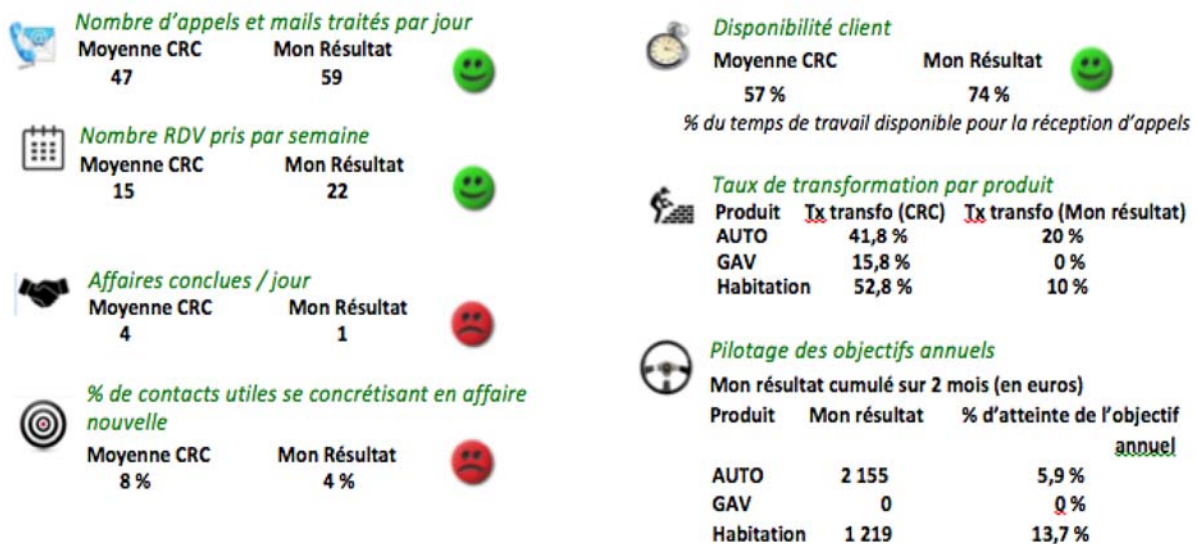 Nombre d'appels et mails traités par jour
Moyenne CRC Mon Résultat
47 59
Nombre RDV pris par semaine
Moyenne CRC Mon Résultat
15 22
Affaires conclues / jour
Moyenne CRC Mon Résultat
4 1
% de contacts utiles se concrétisant en affaire
nouvelle
Moyenne CRC Mon Résultat
8 % 4 %
Disponibilité client
Moyenne CRC Mon Résultat
57 % 74 %
% du temps de travail disponible pour la réception d'appels
Taux de transformation par produit
Produit Tx transfo (CRC) Tx transfo (Mon résultat)
AUTO 41,8 % 20 %
GAV 15,8 % 0 %
Habitation 52,8 % 10 %
Pilotage des objectifs annuels
Mon résultat cumulé sur 2 mois (en euros)
Produit Mon résultat % d'atteinte de l'objectif
annuel
AUTO 2 155 5,9 %
GAV 0 0 %
Habitation 1 219 13,7 %